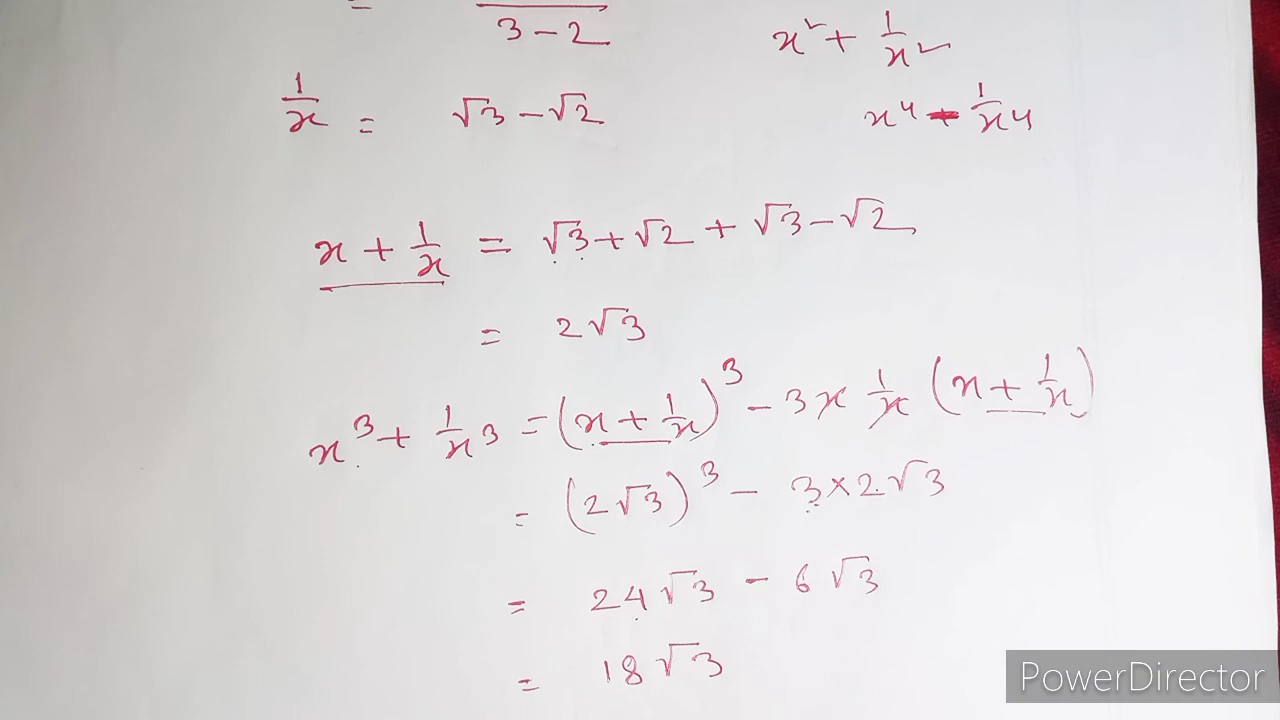 = 3 - 2
x² + 1/x²
1/x = √3 - √2
x⁴ - 1/x⁴
x + 1/x = √3 + √2 + √3 - √2
= 2√3
x³ + 1/x³ = (x + 1/x)³ - 3x 1/x (x + 1/x)
= (2√3)³ - 3×2√3
= 24√3 - 6√3
= 18√3
PowerDirector